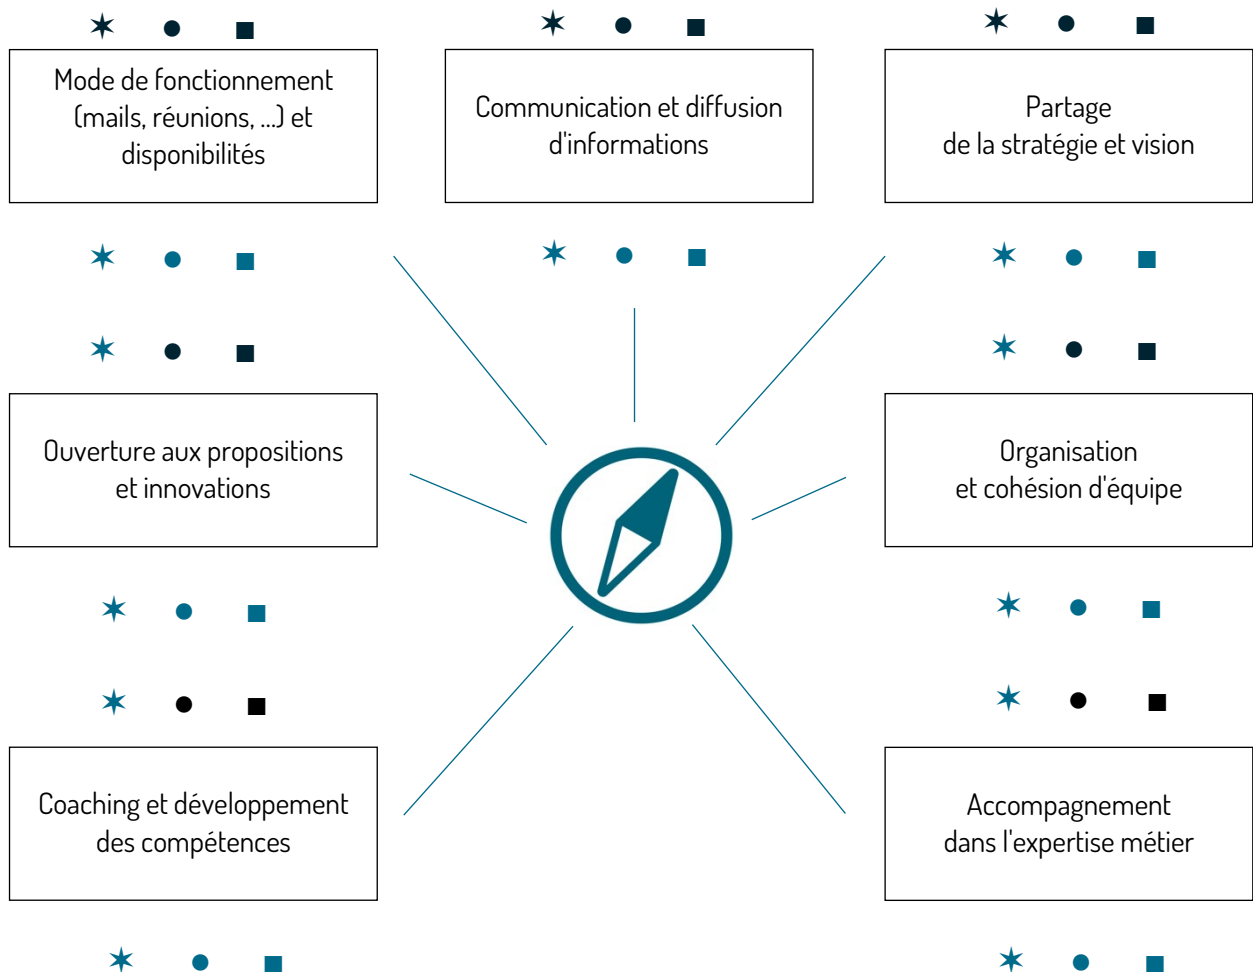 Mode de fonctionnement
(mails, réunions, ...) et
disponibilités
Communication et diffusion
d'informations
Partage
de la stratégie et vision
Ouverture aux propositions
et innovations
Organisation
et cohésion d'équipe
Coaching et développement
des compétences
Accompagnement
dans l'expertise métier